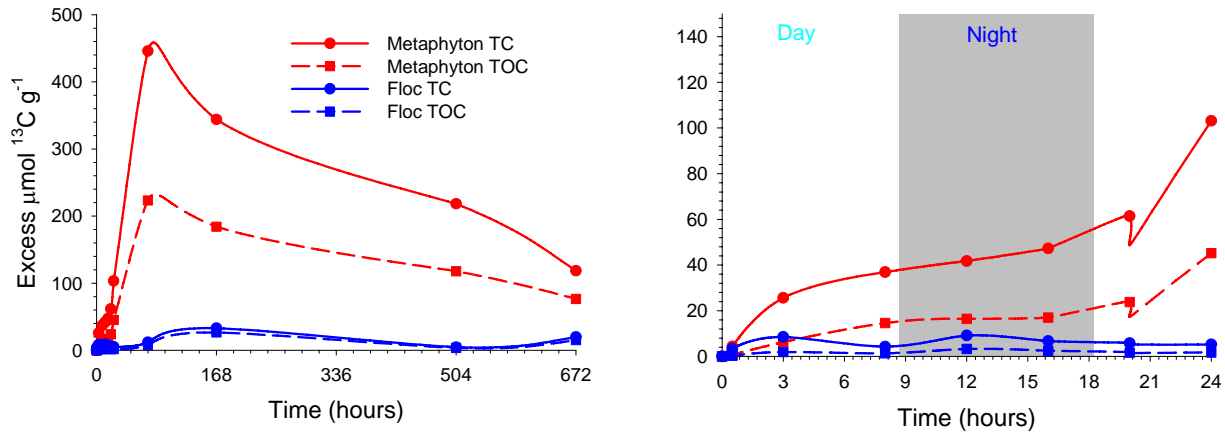 500
400
300
200
100
0
Excess μmol ¹³C g⁻¹
Metaphyton TC
Metaphyton TOC
Floc TC
Floc TOC
0 168 336 504 672
Time (hours)
140
120
100
80
60
40
20
0
Day
Night
0 3 6 9 12 15 18 21 24
Time (hours)